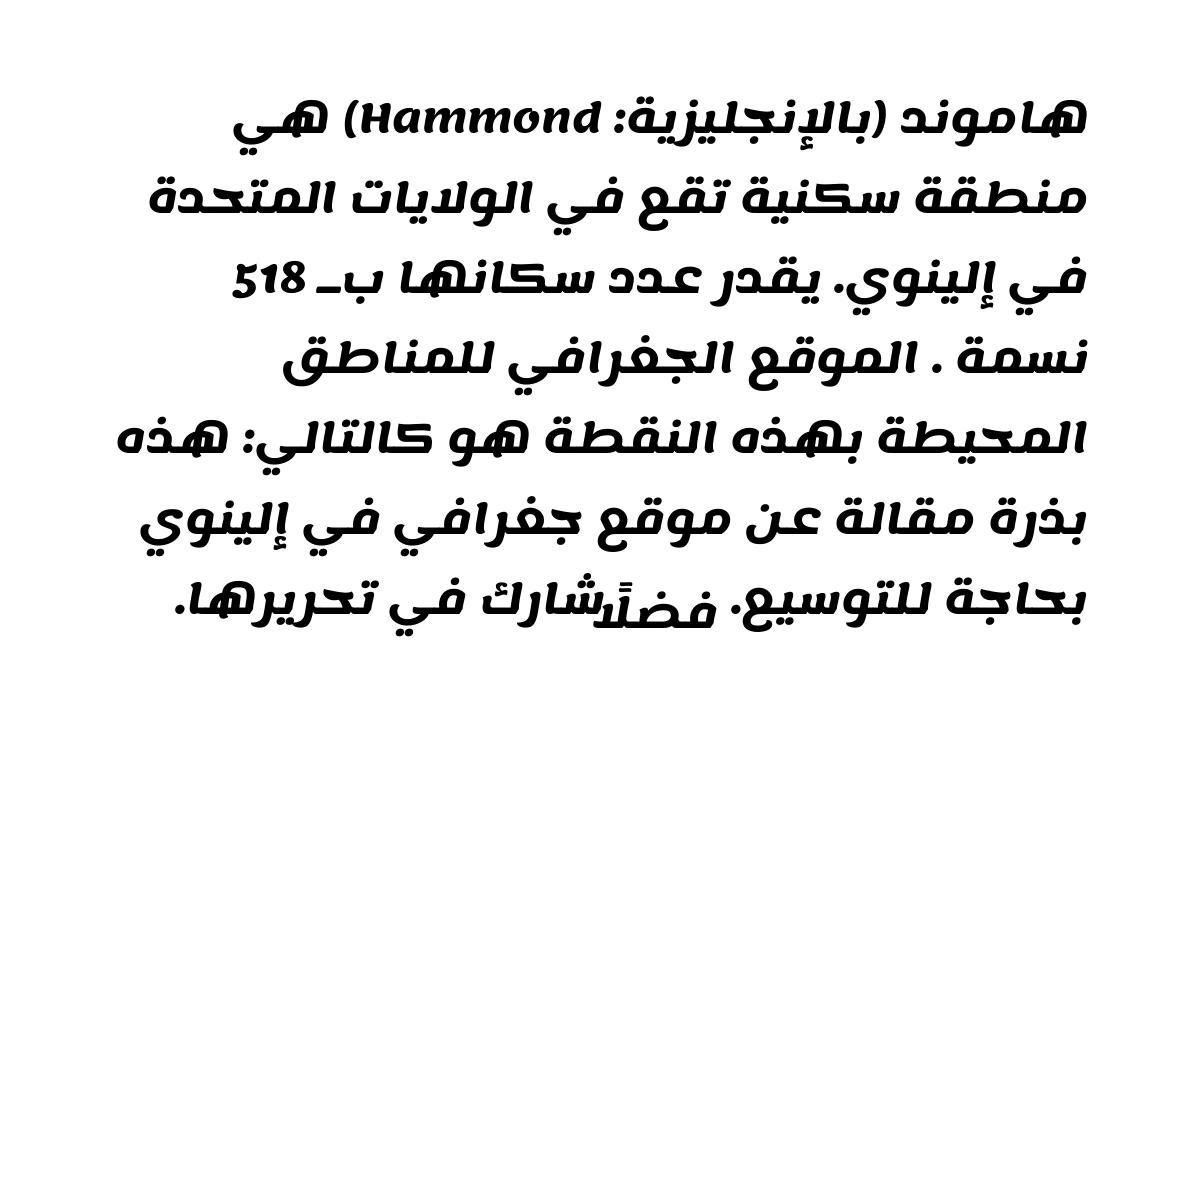 هاموند (بالإنجليزية: Hammond) هي
منطقة سكنية تقع في الولايات المتحدة
في إلينوي. يقدر عدد سكانها بـ 518
نسمة . الموقع الجغرافي للمناطق
المحيطة بهذه النقطة هو كالتالي: هذه
بذرة مقالة عن موقع جغرافي في إلينوي
بحاجة للتوسيع. فضلًا شارك في تحريرها.